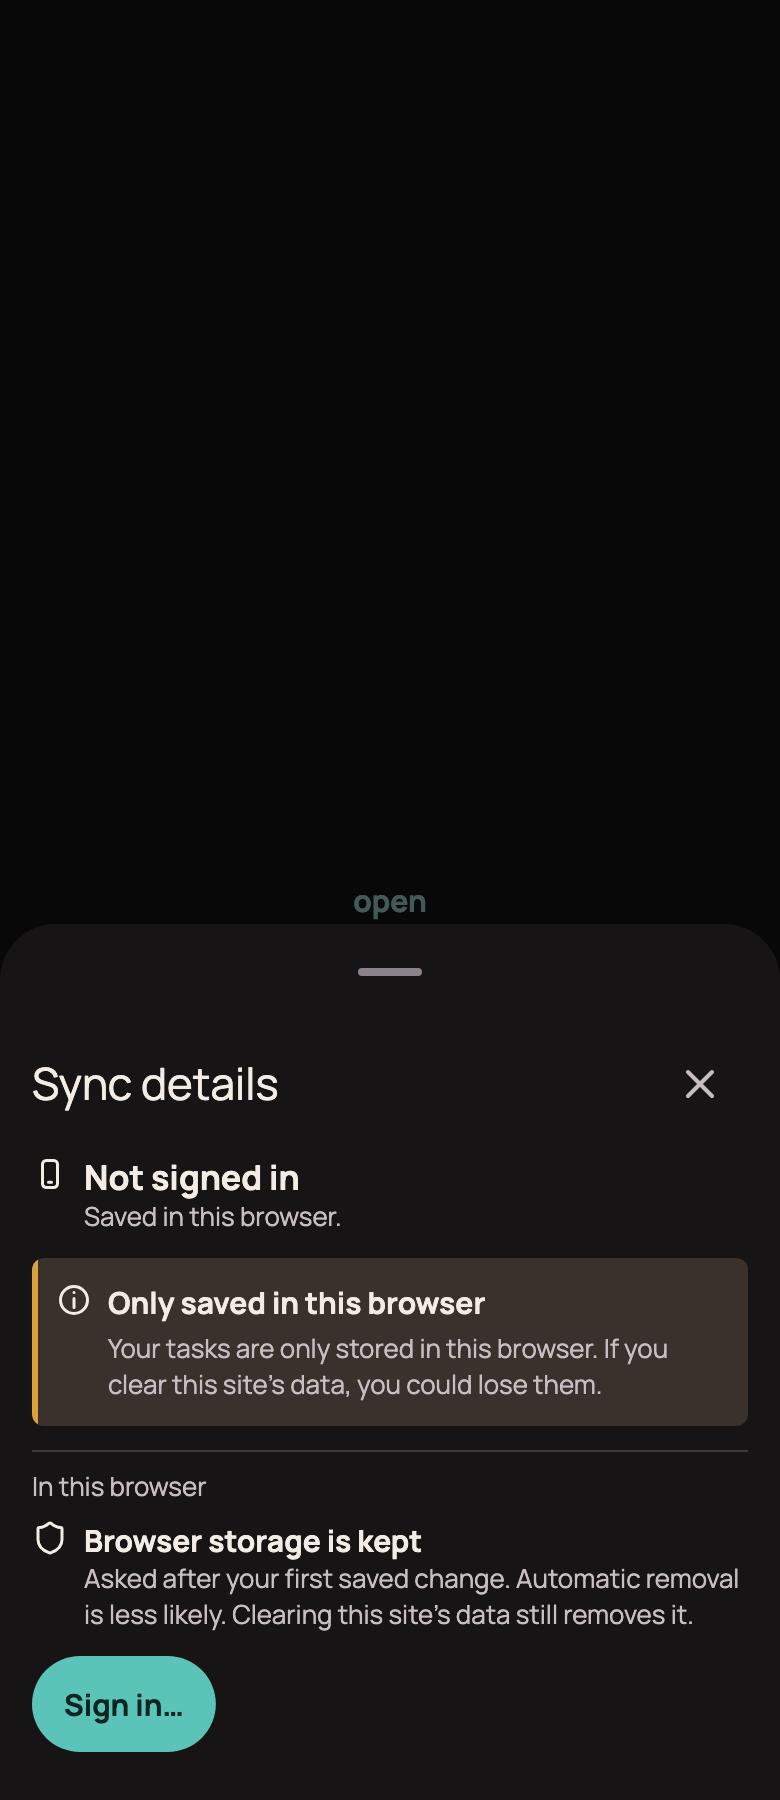 open
Sync details
Not signed in
Saved in this browser.
Only saved in this browser
Your tasks are only stored in this browser. If you
clear this site’s data, you could lose them.
In this browser
Browser storage is kept
Asked after your first saved change. Automatic removal
is less likely. Clearing this site’s data still removes it.
Sign in…